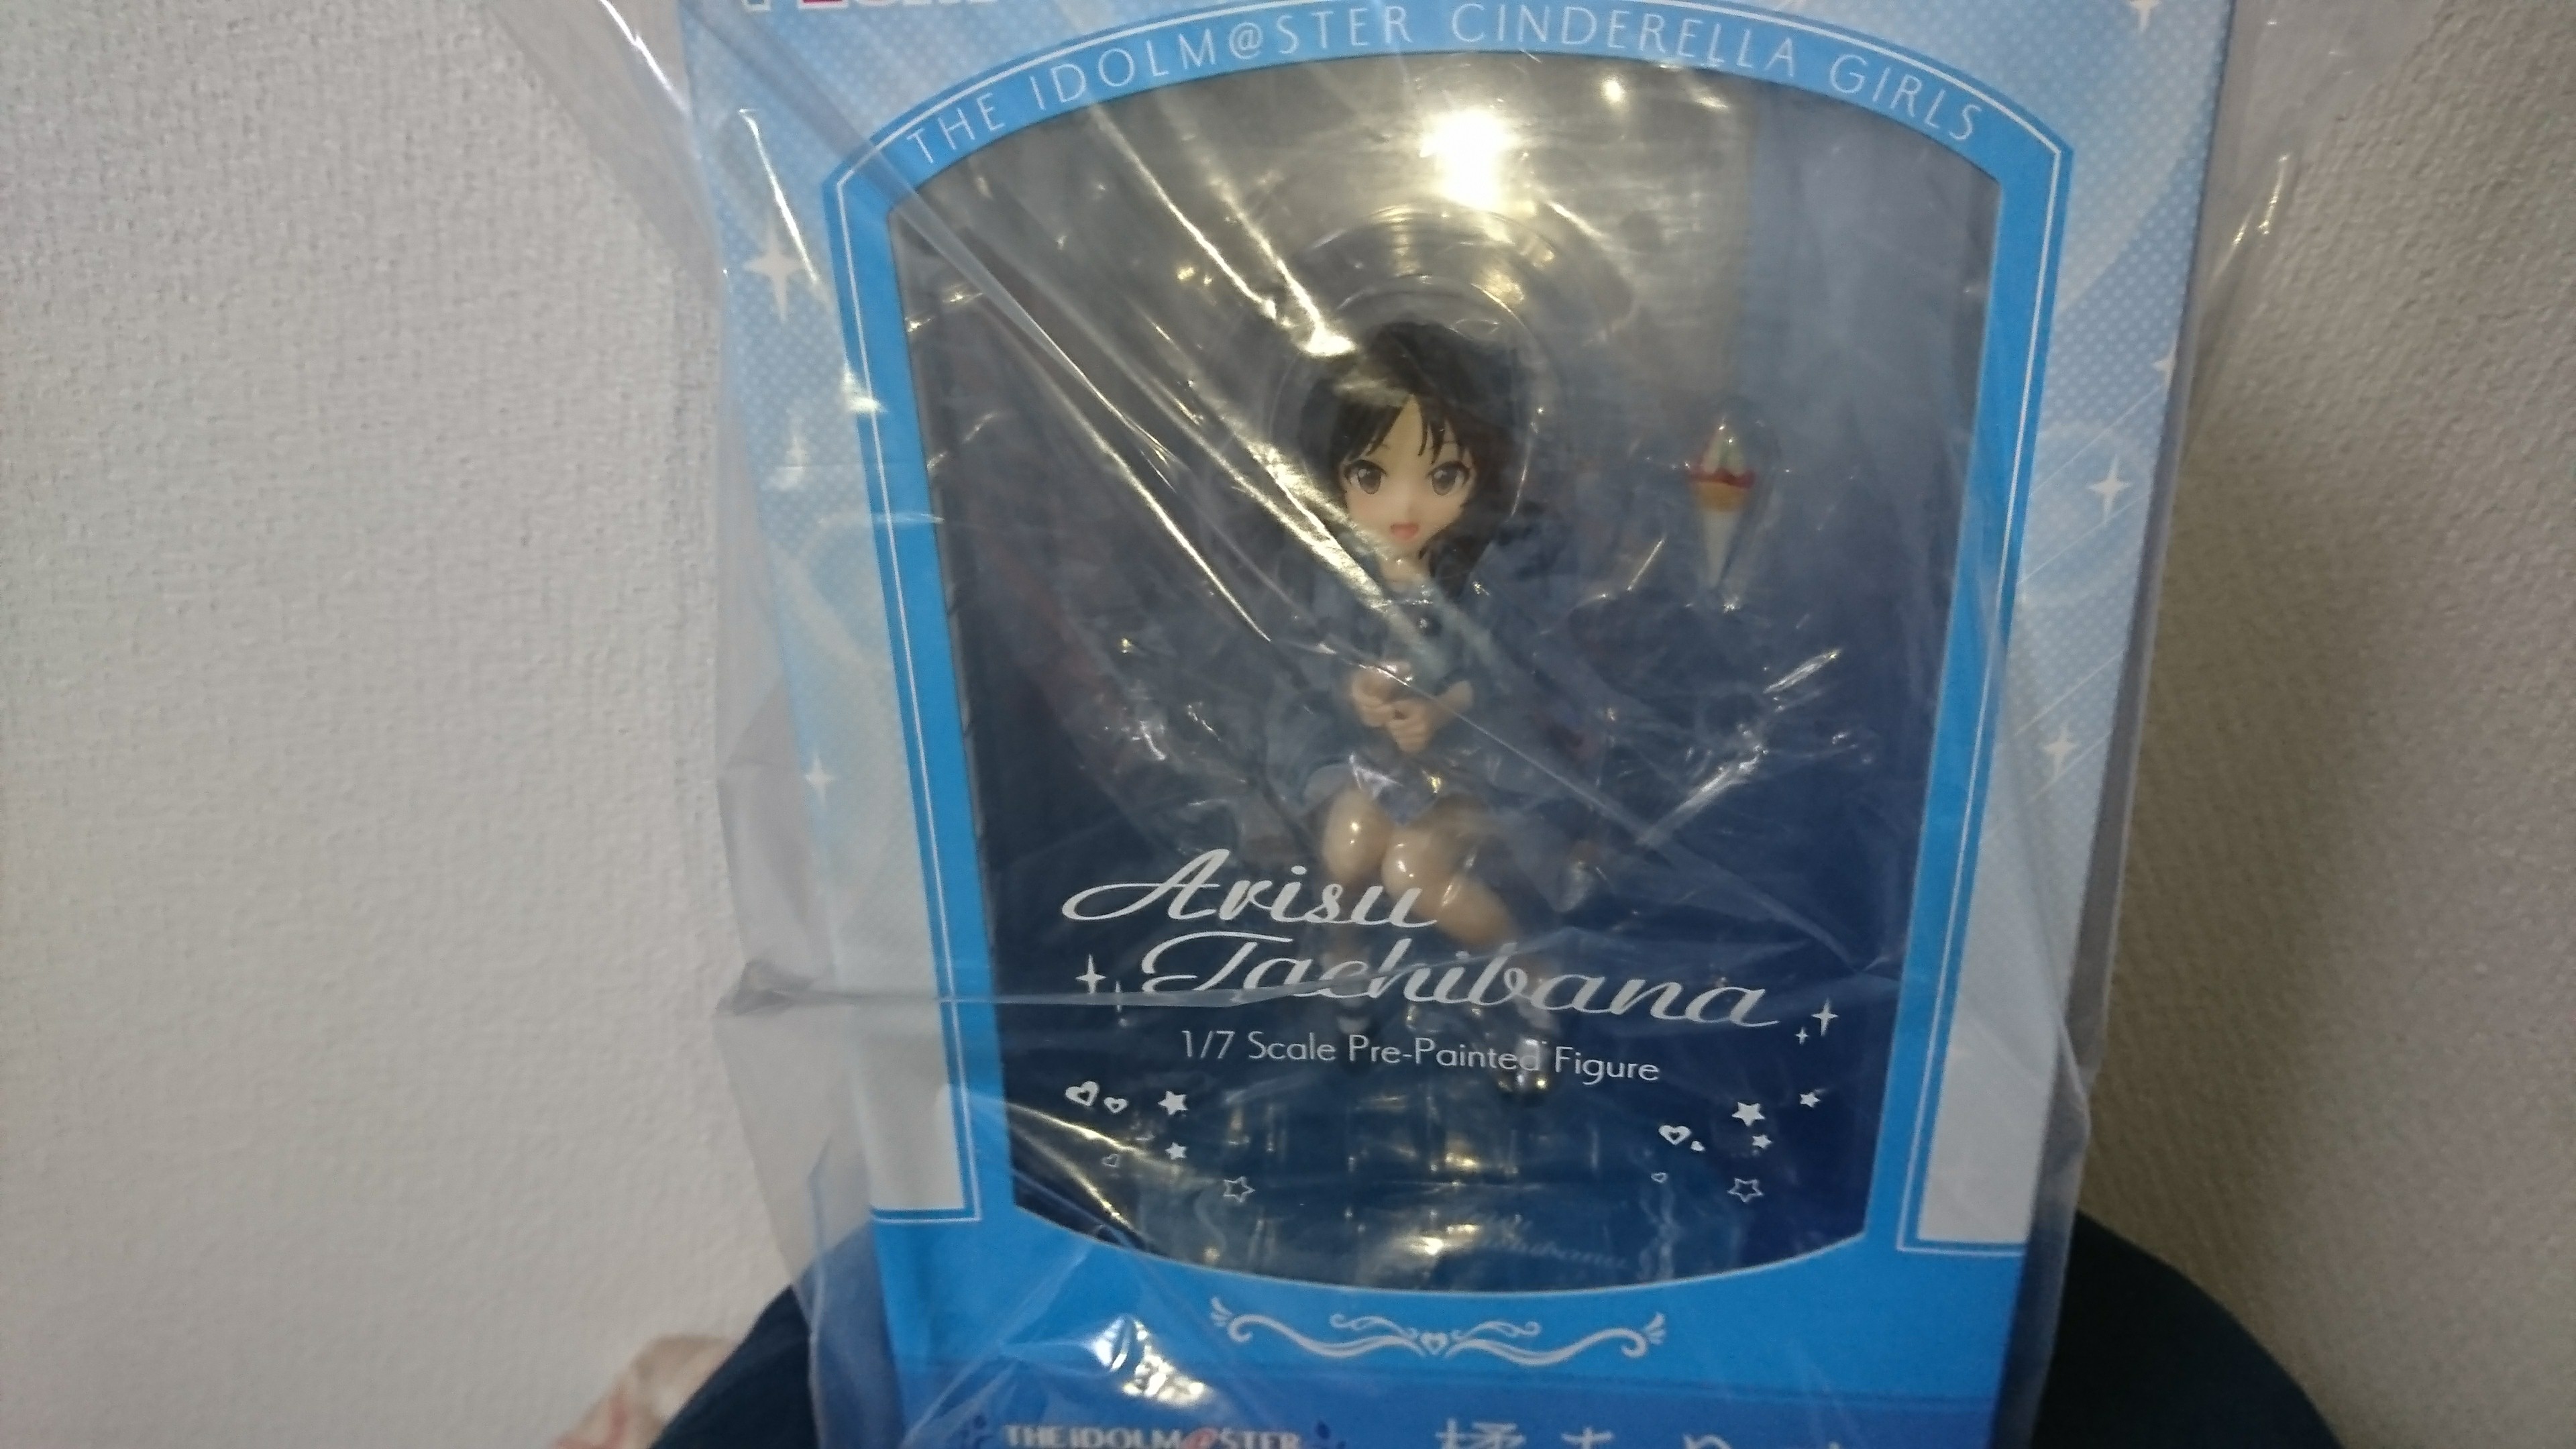 THE IDOLM@STER CINDERELLA GIRLS
Arisu
Tachibana
1/7 Scale Pre-Painted Figure
THE IDOLM@STER